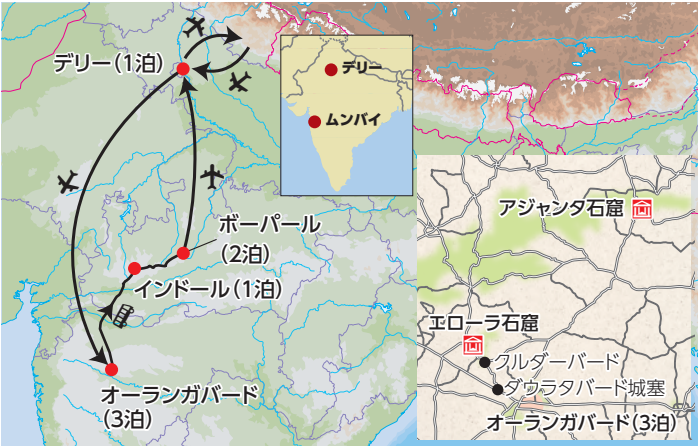 デリー(1泊)
デリー
ムンバイ
ボーパール
(2泊)
インドール(1泊)
オーランガバード
(3泊)
アジャンタ石窟
エローラ石窟
クルダーバード
ダウラタバード城塞
オーランガバード(3泊)